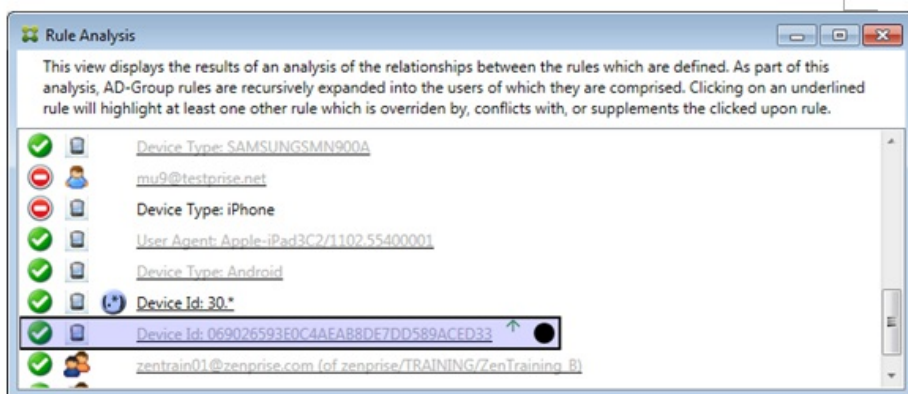 Rule Analysis
This view displays the results of an analysis of the relationships between the rules which are defined. As part of this
analysis, AD-Group rules are recursively expanded into the users of which they are comprised. Clicking on an underlined
rule will highlight at least one other rule which is overriden by, conflicts with, or supplements the clicked upon rule.
Device Type: SAMSUNGSMN900A
mu9@testprise.net
Device Type: iPhone
User Agent: Apple-iPad3C2/1102.55400001
Device Type: Android
(.*) Device Id: 30.*
Device Id: 069026593E0C4AEAB8DE7DD589ACED33
zentrain01@zenprise.com (of zenprise/TRAINING/ZenTraining B)